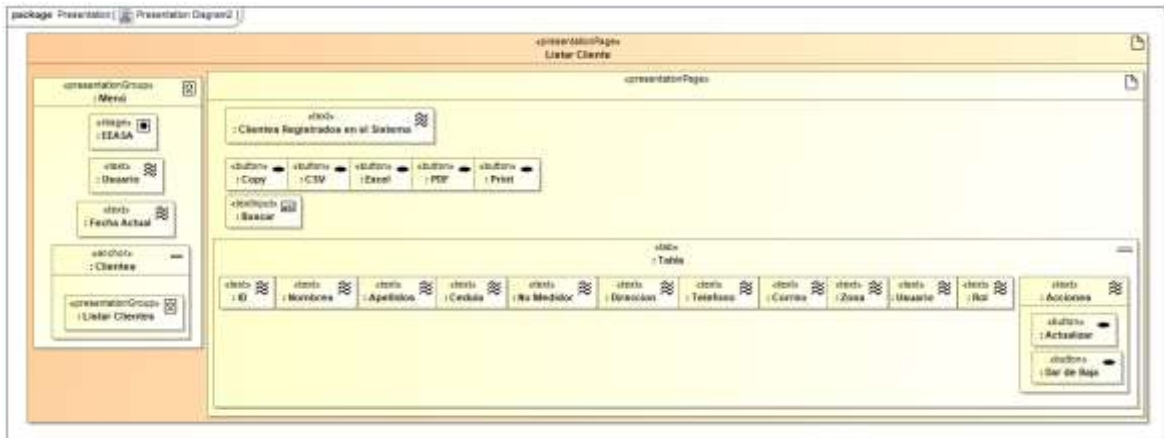 package Presentation [ Presentation Diagram2 ]
«presentationPage»
Listar Cliente
«presentationGroup»
: Menú
«image»
: EEASA
«text»
: Usuario
«text»
: Fecha Actual
«anchor»
: Clientes
«presentationGroup»
: Listar Clientes
«presentationPage»
«text»
: Clientes Registrados en el Sistema
«button» «button» «button» «button» «button»
: Copy : CSV : Excel : PDF : Print
«textInput»
: Buscar
«tab»
: Tabla
«text» «text» «text» «text» «text» «text» «text» «text» «text» «text» «text» «text»
: ID : Nombres : Apellidos : Cedula : Nu Medidor : Direccion : Telefono : Correo : Zona : Usuario : Rol : Acciones
«button»
: Actualizar
«button»
: Dar de Baja